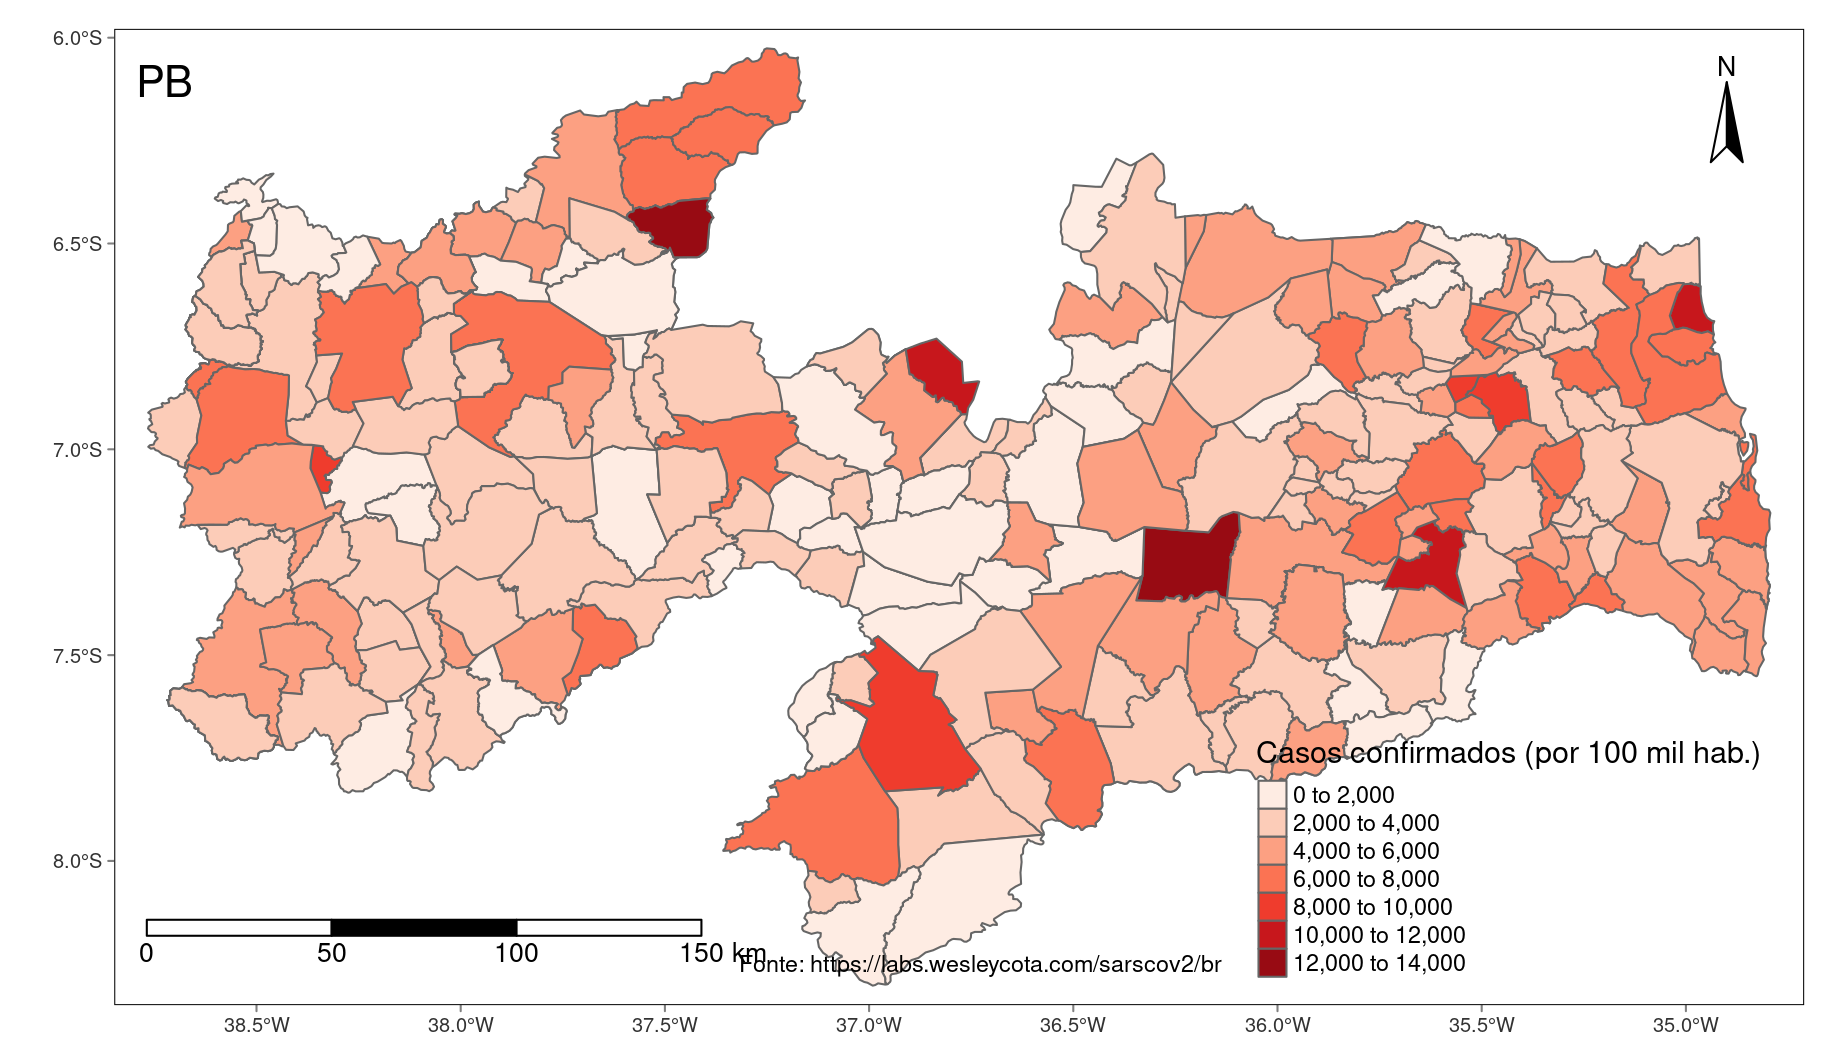 6.0°S
PB
N
6.5°S
7.0°S
7.5°S
8.0°S
Casos confirmados (por 100 mil hab.)
0 to 2,000
2,000 to 4,000
4,000 to 6,000
6,000 to 8,000
8,000 to 10,000
10,000 to 12,000
12,000 to 14,000
0 50 100 150 km
Fonte: https://labs.wesleycota.com/sarscov2/br
38.5°W 38.0°W 37.5°W 37.0°W 36.5°W 36.0°W 35.5°W 35.0°W